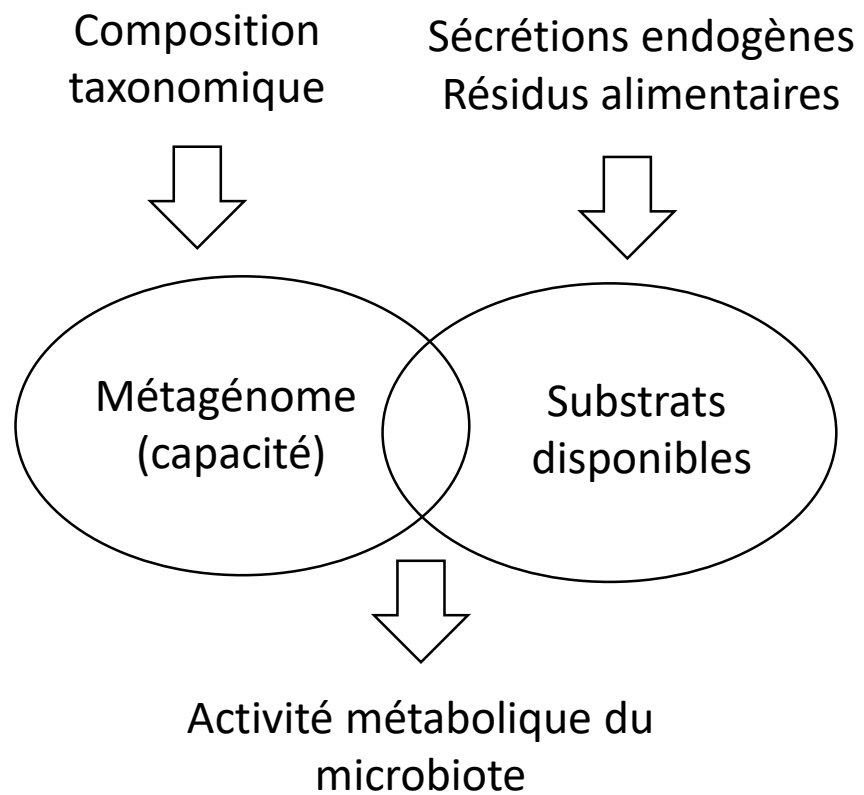 Composition
taxonomique
Sécrétions endogènes
Résidus alimentaires
Métagénome
(capacité)
Substrats
disponibles
Activité métabolique du
microbiote